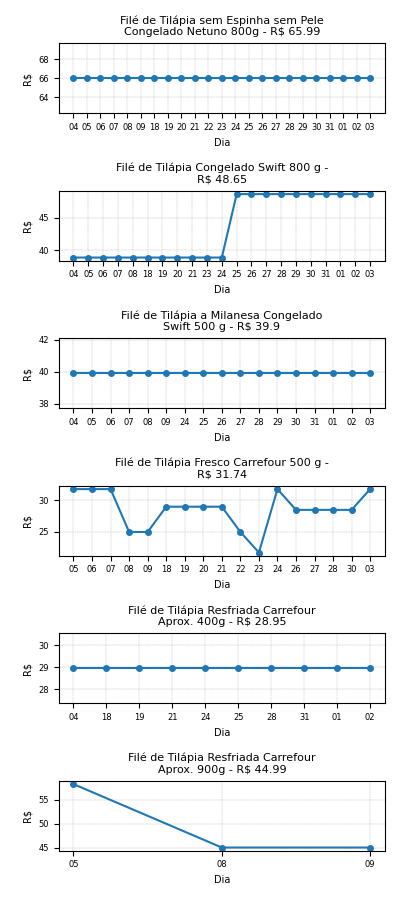 Filé de Tilápia sem Espinha sem Pele
Congelado Netuno 800g - R$ 65.99
68
66
64
R$
04 05 06 07 08 09 18 19 20 21 22 23 24 25 26 27 28 29 30 31 01 02 03
Dia
Filé de Tilápia Congelado Swift 800 g -
R$ 48.65
45
40
R$
04 05 06 07 08 18 19 20 21 23 24 25 26 27 28 29 30 31 01 02 03
Dia
Filé de Tilápia a Milanesa Congelado
Swift 500 g - R$ 39.9
42
40
38
R$
04 05 06 07 08 09 24 25 26 27 28 29 30 31 01 02 03
Dia
Filé de Tilápia Fresco Carrefour 500 g -
R$ 31.74
30
25
R$
05 06 07 08 09 18 19 20 21 22 23 24 26 27 28 30 03
Dia
Filé de Tilápia Resfriada Carrefour
Aprox. 400g - R$ 28.95
30
29
28
R$
04 18 19 21 24 25 28 31 01 02
Dia
Filé de Tilápia Resfriada Carrefour
Aprox. 900g - R$ 44.99
55
50
45
R$
05 08 09
Dia